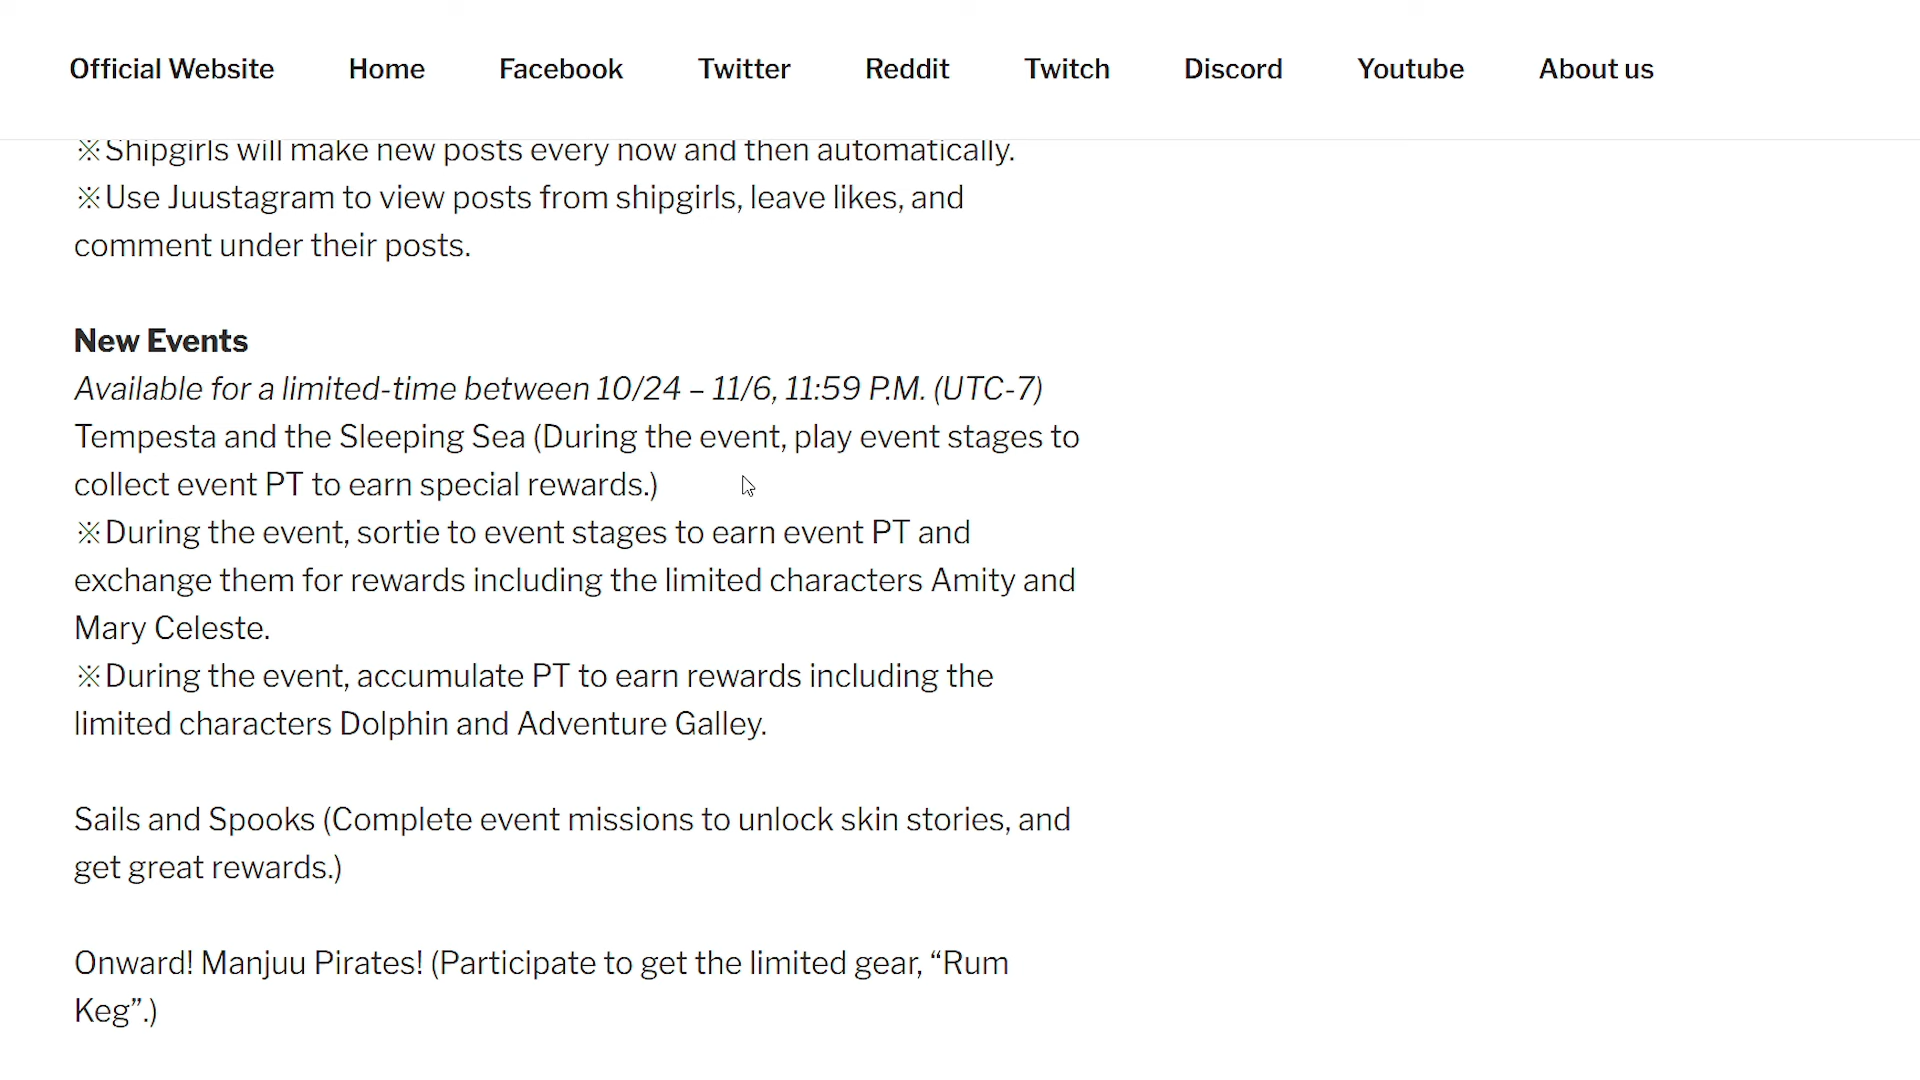 Official Website Home Facebook Twitter Reddit Twitch Discord Youtube About us
※Shipgirls will make new posts every now and then automatically.
※Use Juustagram to view posts from shipgirls, leave likes, and
comment under their posts.
New Events
Available for a limited-time between 10/24 – 11/6, 11:59 P.M. (UTC-7)
Tempesta and the Sleeping Sea (During the event, play event stages to
collect event PT to earn special rewards.)
※During the event, sortie to event stages to earn event PT and
exchange them for rewards including the limited characters Amity and
Mary Celeste.
※During the event, accumulate PT to earn rewards including the
limited characters Dolphin and Adventure Galley.
Sails and Spooks (Complete event missions to unlock skin stories, and
get great rewards.)
Onward! Manjuu Pirates! (Participate to get the limited gear, “Rum
Keg”.)